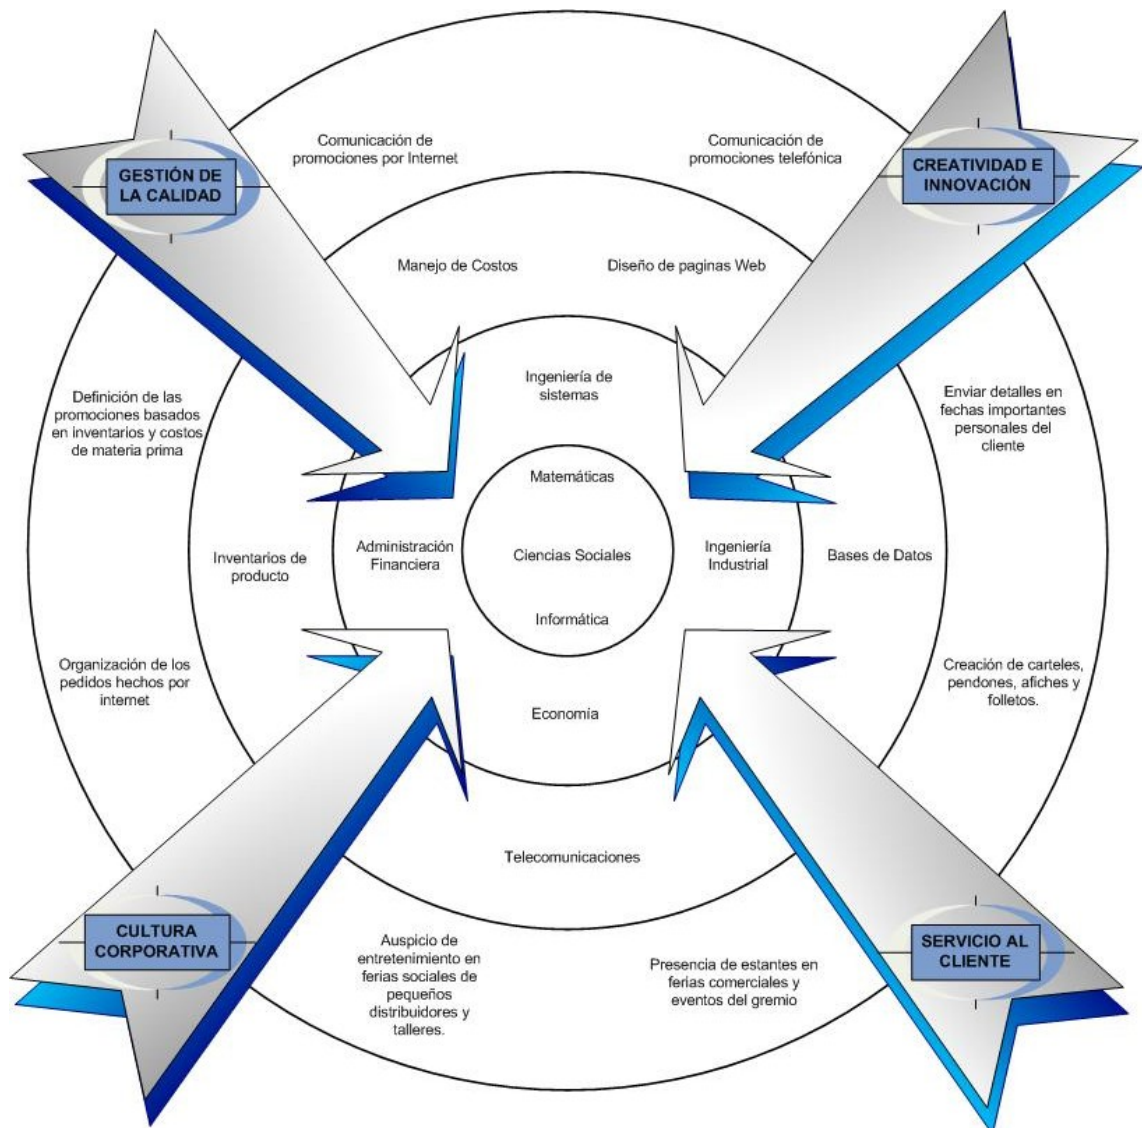 Comunicación de
promociones por Internet
Comunicación de
promociones telefónica
GESTIÓN DE
LA CALIDAD
CREATIVIDAD E
INNOVACIÓN
Manejo de Costos
Diseño de paginas Web
Ingeniería de
sistemas
Definición de las
promociones basados
en inventarios y costos
de materia prima
Enviar detalles en
fechas importantes
personales del
cliente
Matemáticas
Inventarios de
producto
Administración
Financiera
Ciencias Sociales
Ingeniería
Industrial
Bases de Datos
Informática
Organización de los
pedidos hechos por
internet
Creación de carteles,
pendones, afiches y
folletos.
Economía
Telecomunicaciones
CULTURA
CORPORATIVA
Auspicio de
entretenimiento en
ferias sociales de
pequeños
distribuidores y
talleres.
Presencia de estantes en
ferias comerciales y
eventos del gremio
SERVICIO AL
CLIENTE